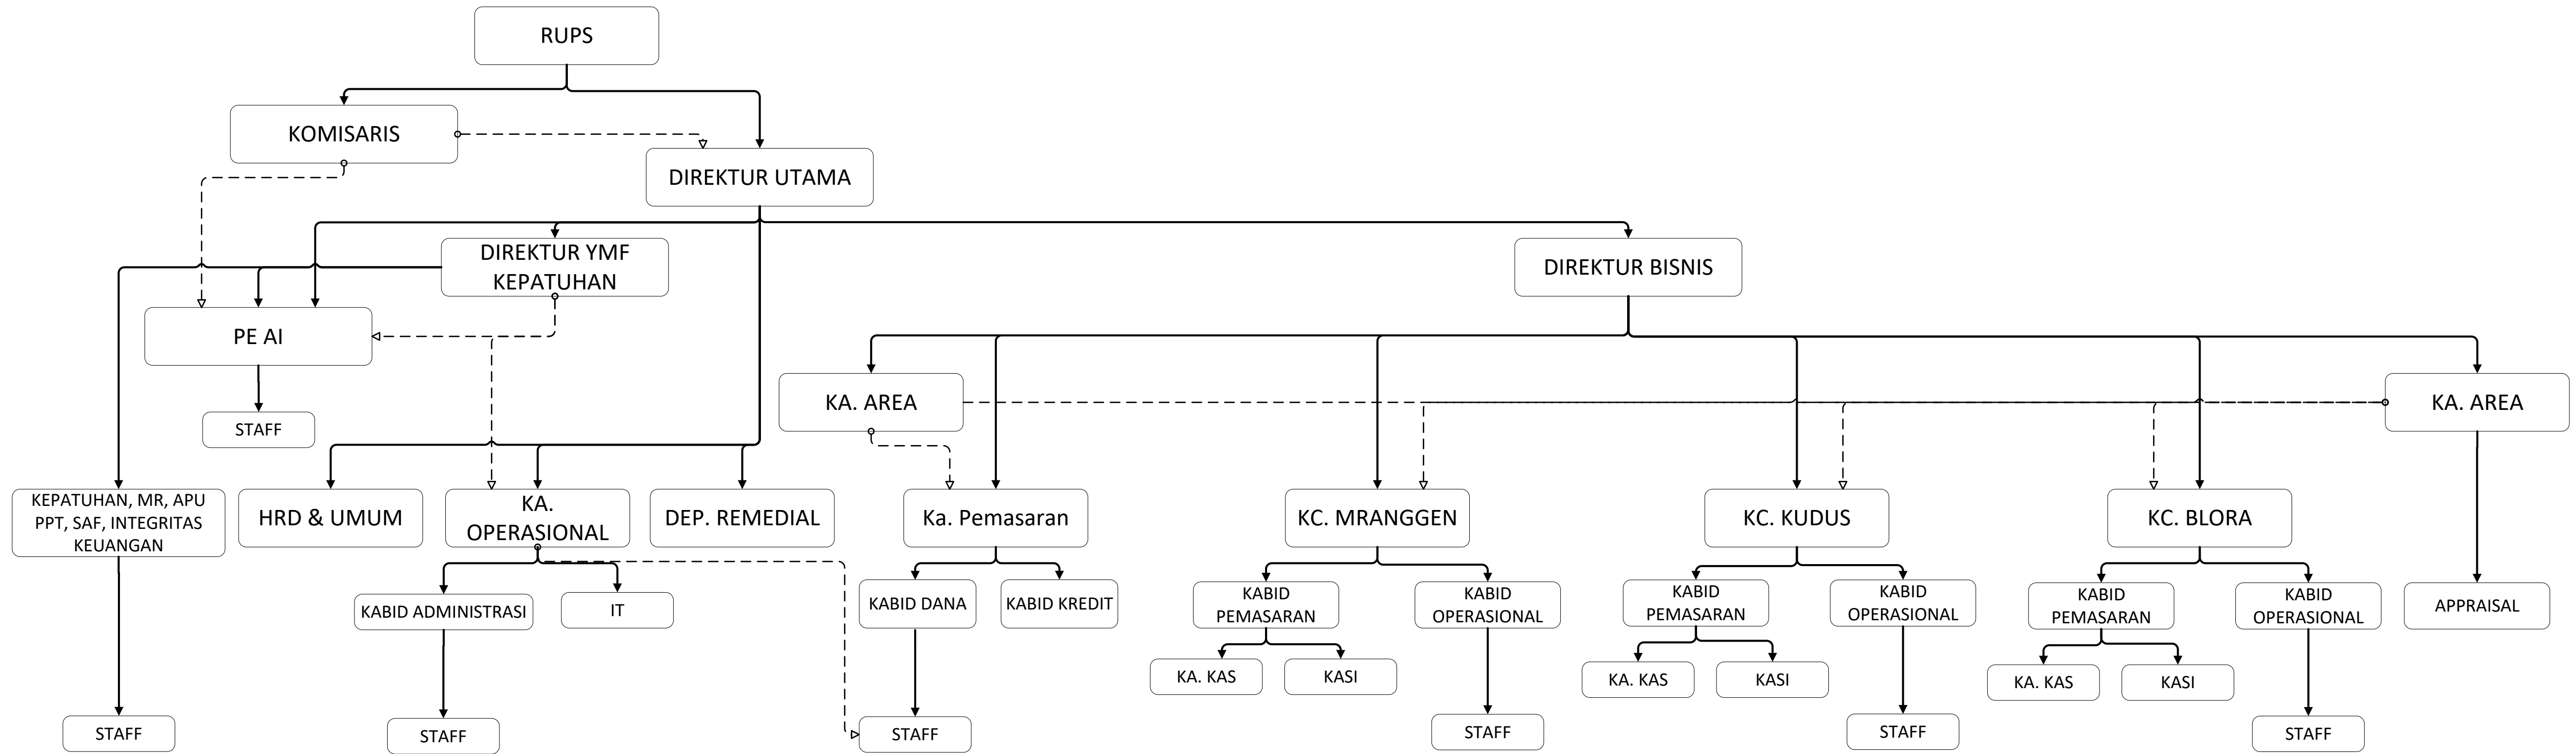 RUPS
KOMISARIS
DIREKTUR UTAMA
DIREKTUR YMF
KEPATUHAN
DIREKTUR BISNIS
PE AI
KA. AREA
KA. AREA
STAFF
KEPATUHAN, MR, APU
PPT, SAF, INTEGRITAS
KEUANGAN
HRD & UMUM
KA.
OPERASIONAL
DEP. REMEDIAL
Ka. Pemasaran
KC. MRANGGEN
KC. KUDUS
KC. BLORA
KABID ADMINISTRASI
IT
KABID DANA
KABID KREDIT
KABID
PEMASARAN
KABID
OPERASIONAL
KABID
PEMASARAN
KABID
OPERASIONAL
KABID
PEMASARAN
KABID
OPERASIONAL
APPRAISAL
KA. KAS
KASI
KA. KAS
KASI
KA. KAS
KASI
STAFF
STAFF
STAFF
STAFF
STAFF
STAFF